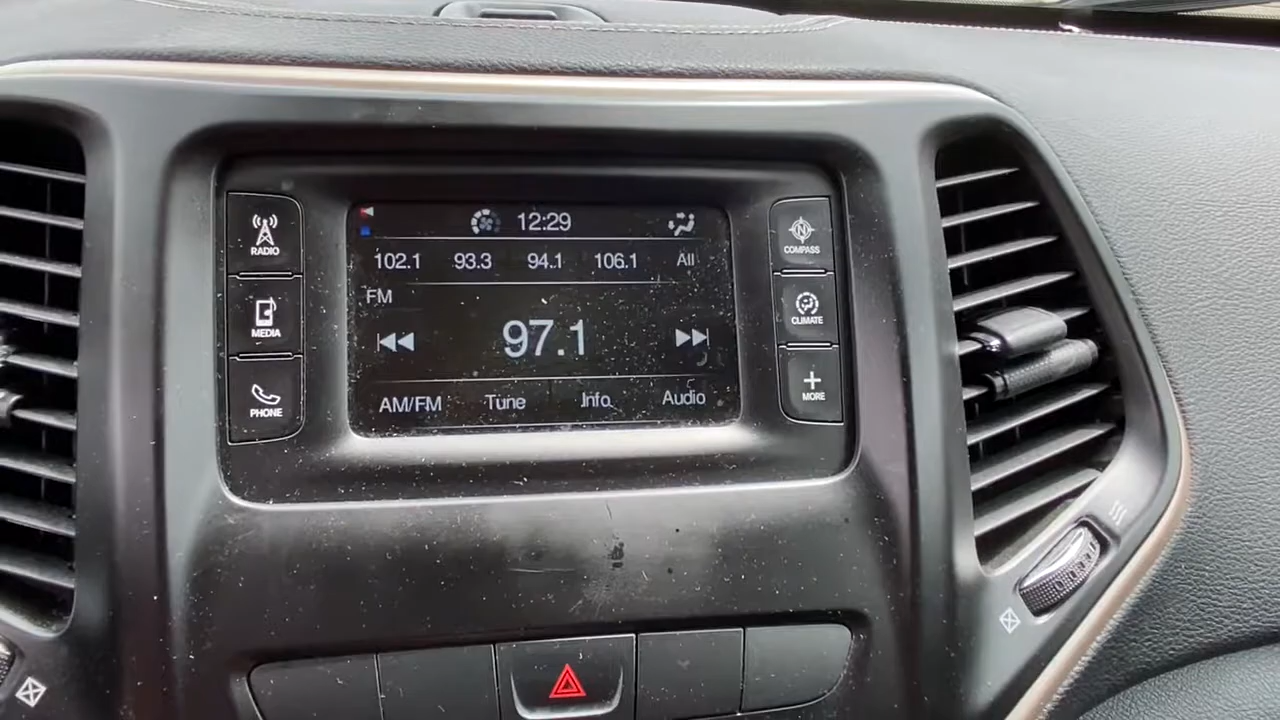 12:29
102.1 93.3 94.1 106.1 All
FM
97.1
AM/FM Tune Info Audio
RADIO
MEDIA
PHONE
N
COMPASS
CLIMATE
MORE